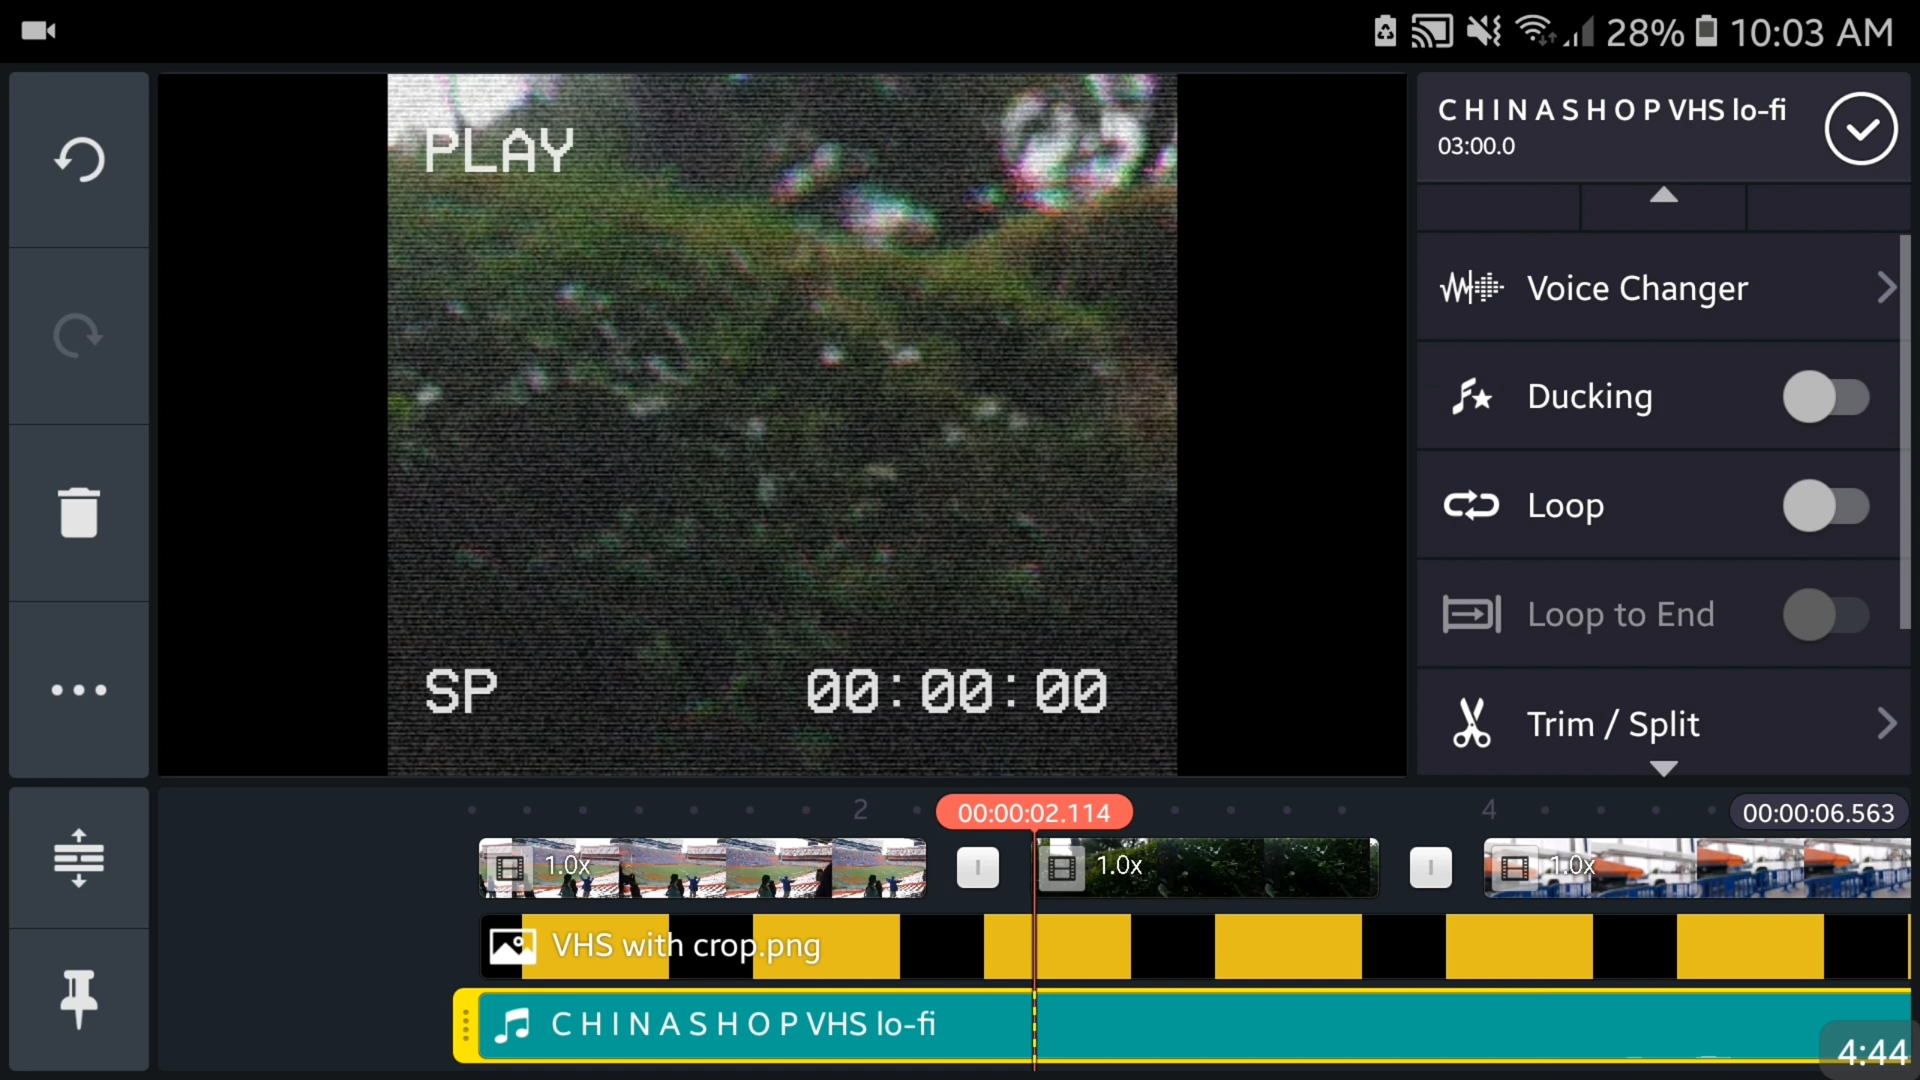 28% 10:03 AM
PLAY
SP 00:00:00
C H I N A S H O P VHS lo-fi
03:00.0
Voice Changer
Ducking
Loop
Loop to End
Trim / Split
2 00:00:02.114 4 00:00:06.563
1.0x 1.0x 1.0x
VHS with crop.png
C H I N A S H O P VHS lo-fi
4:44